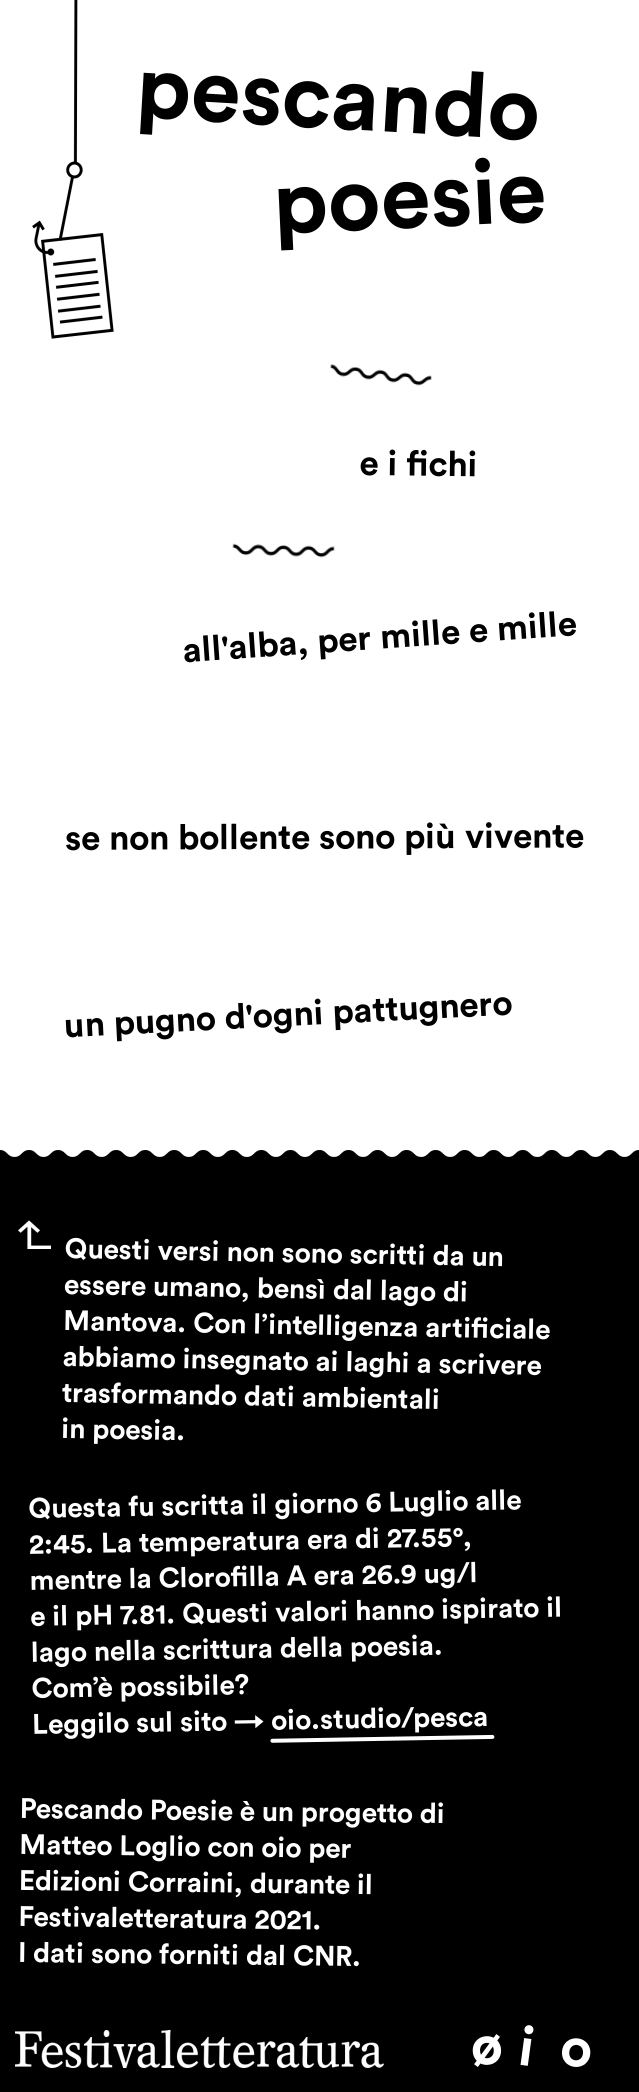 pescando
poesie
e i fichi
all'alba, per mille e mille
se non bollente sono più vivente
un pugno d'ogni pattugnero
Questi versi non sono scritti da un
essere umano, bensì dal lago di
Mantova. Con l’intelligenza artificiale
abbiamo insegnato ai laghi a scrivere
trasformando dati ambientali
in poesia.
Questa fu scritta il giorno 6 Luglio alle
2:45. La temperatura era di 27.55°,
mentre la Clorofilla A era 26.9 ug/l
e il pH 7.81. Questi valori hanno ispirato il
lago nella scrittura della poesia.
Com’è possibile?
Leggilo sul sito → oio.studio/pesca
Pescando Poesie è un progetto di
Matteo Loglio con oio per
Edizioni Corraini, durante il
Festivaletteratura 2021.
I dati sono forniti dal CNR.
Festivaletteratura ø i o